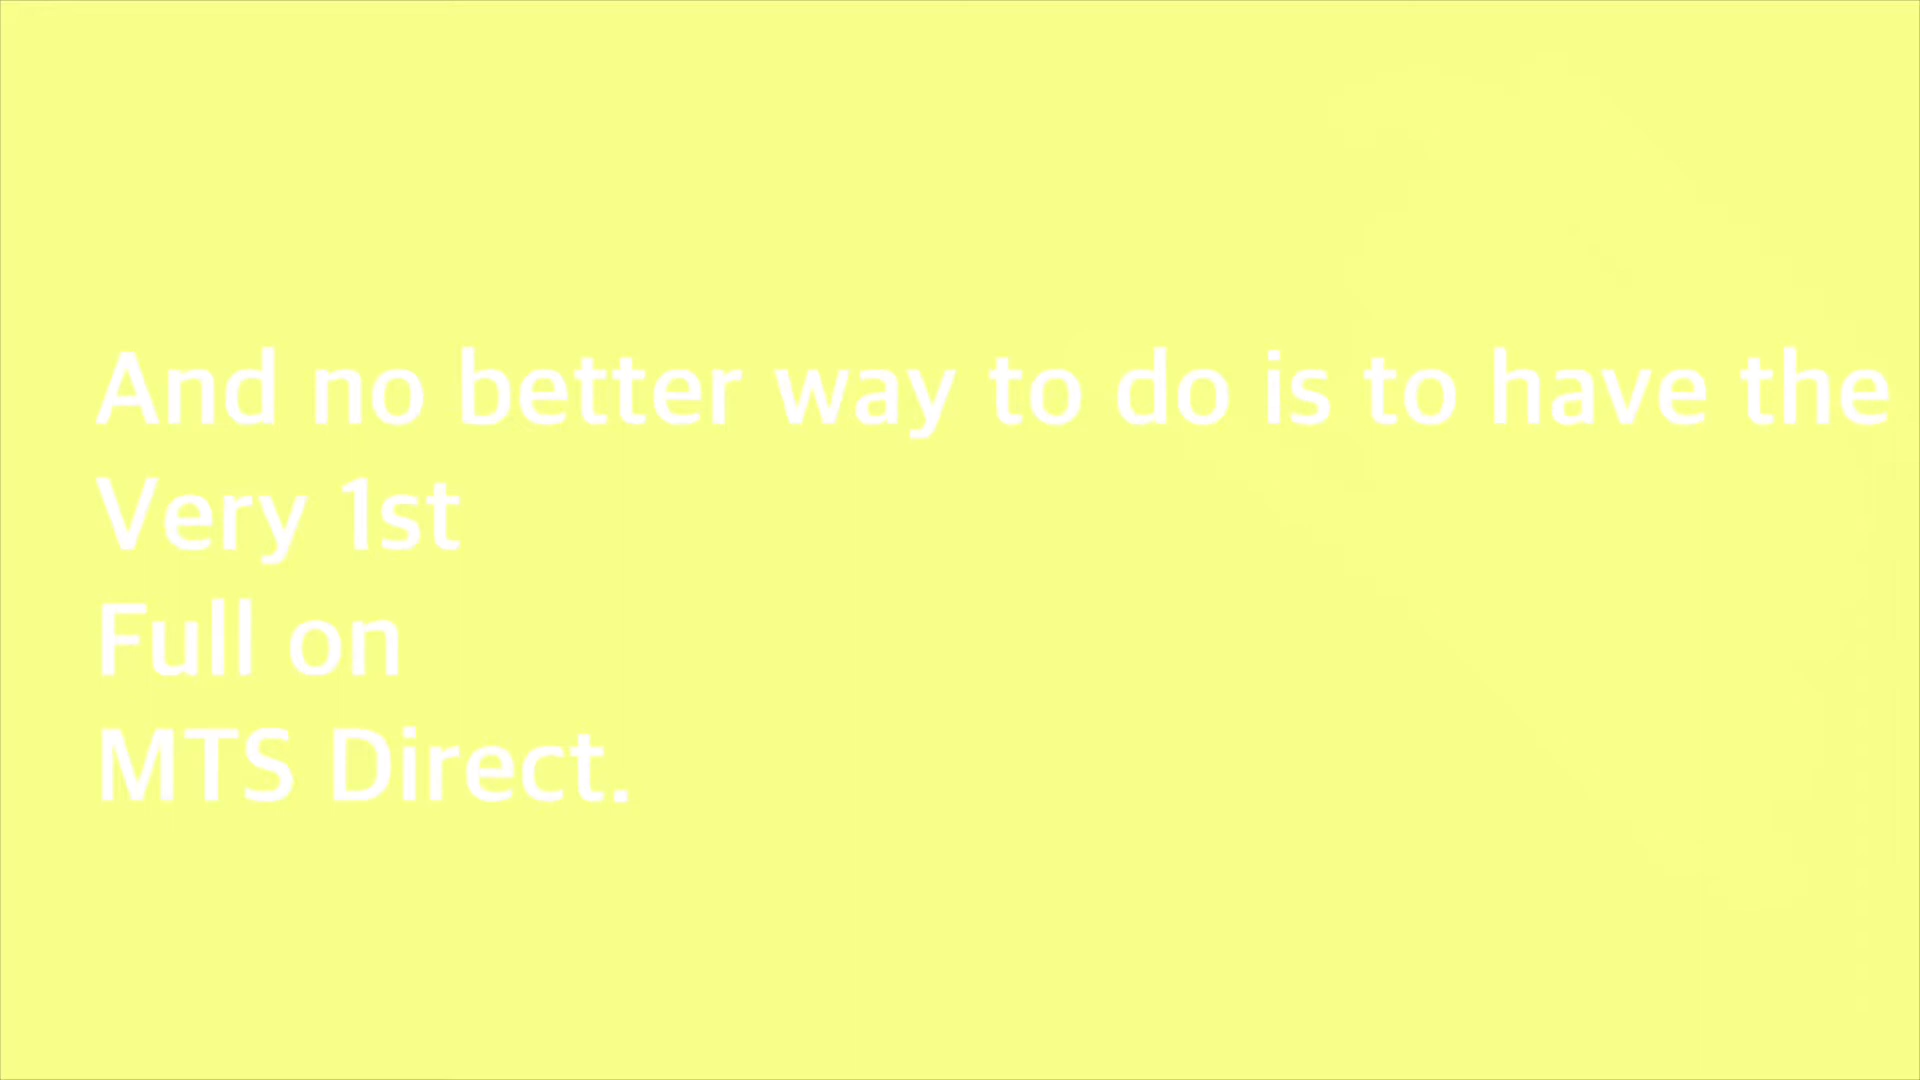 And no better way to do is to have the
Very 1st
Full on
MTS Direct.